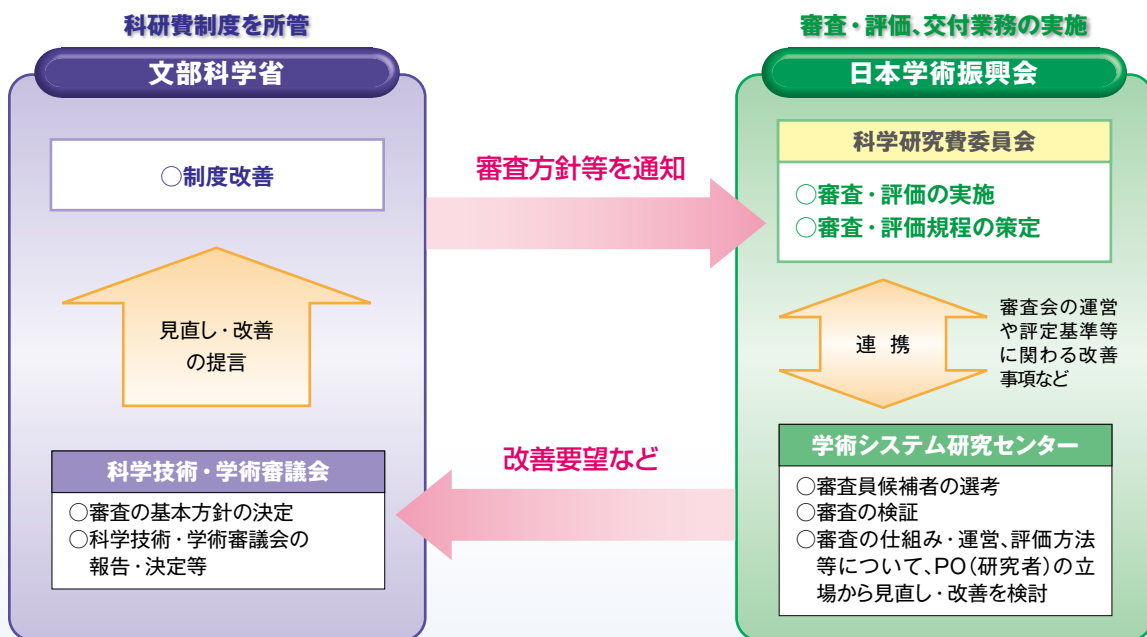 科研費制度を所管
文部科学省
○制度改善
見直し・改善
の提言
科学技術・学術審議会
○審査の基本方針の決定
○科学技術・学術審議会の
報告・決定等
審査方針等を通知
改善要望など
審査・評価、交付業務の実施
日本学術振興会
科学研究費委員会
○審査・評価の実施
○審査・評価規程の策定
連 携
審査会の運営
や評定基準等
に関わる改善
事項など
学術システム研究センター
○審査員候補者の選考
○審査の検証
○審査の仕組み・運営、評価方法
等について、PO(研究者)の立
場から見直し・改善を検討